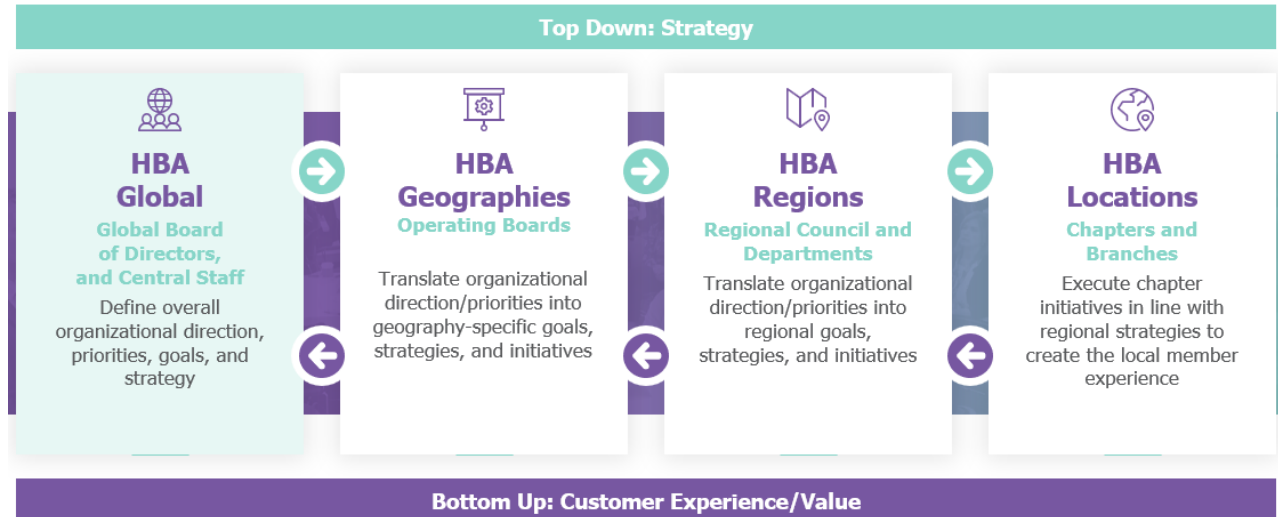 Top Down: Strategy
HBA
Global
Global Board
of Directors,
and Central Staff
Define overall
organizational direction,
priorities, goals, and
strategy
HBA
Geographies
Operating Boards
Translate organizational
direction/priorities into
geography-specific goals,
strategies, and initiatives
HBA
Regions
Regional Council and
Departments
Translate organizational
direction/priorities into
regional goals,
strategies, and initiatives
HBA
Locations
Chapters and
Branches
Execute chapter
initiatives in line with
regional strategies to
create the local member
experience
Bottom Up: Customer Experience/Value